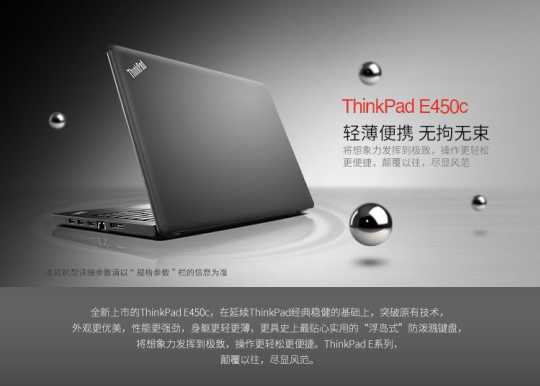 ThinkPad
ThinkPad E450c
轻薄便携 无拘无束
将想象力发挥到极致，操作更轻松
更便捷，颠覆以往，尽显风范
本款机型详细参数请以“规格参数”栏的信息为准
全新上市的ThinkPad E450c，在延续ThinkPad经典稳健的基础上，突破原有技术，
外观更优美，性能更强劲，身躯更轻更薄，更具史上最贴心实用的“浮岛式”防泼溅键盘，
将想象力发挥到极致，操作更轻松更便捷。ThinkPad E系列，
颠覆以往，尽显风范。